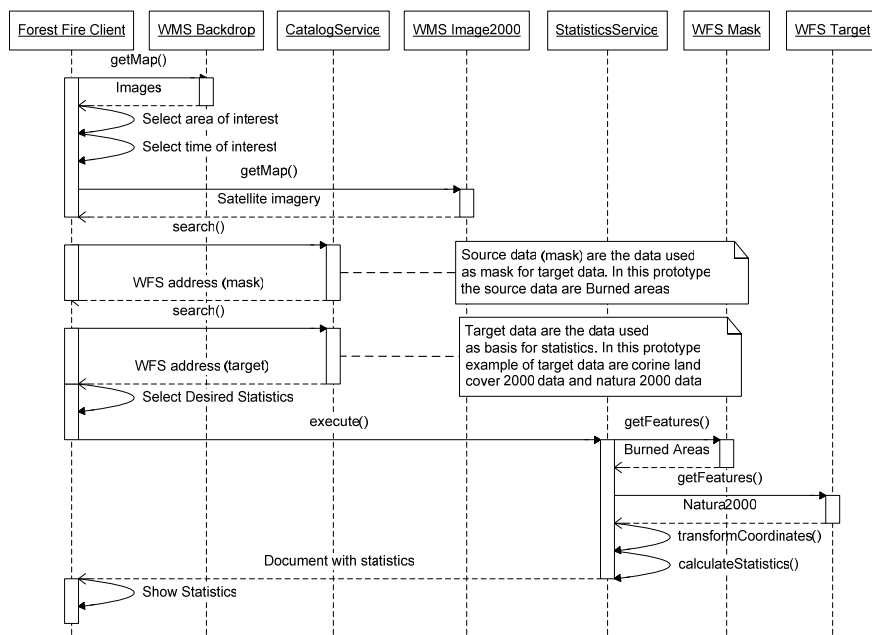 Forest Fire Client
WMS Backdrop
CatalogService
WMS Image2000
StatisticsService
WFS Mask
WFS Target
getMap()
Images
Select area of interest
Select time of interest
getMap()
Satellite imagery
search()
Source data (mask) are the data used
as mask for target data. In this prototype
the source data are Burned areas
WFS address (mask)
search()
Target data are the data used
as basis for statistics. In this prototype
example of target data are corine land
cover 2000 data and natura 2000 data
WFS address (target)
Select Desired Statistics
execute()
getFeatures()
Burned Areas
getFeatures()
Natura2000
transformCoordinates()
Document with statistics
calculateStatistics()
Show Statistics